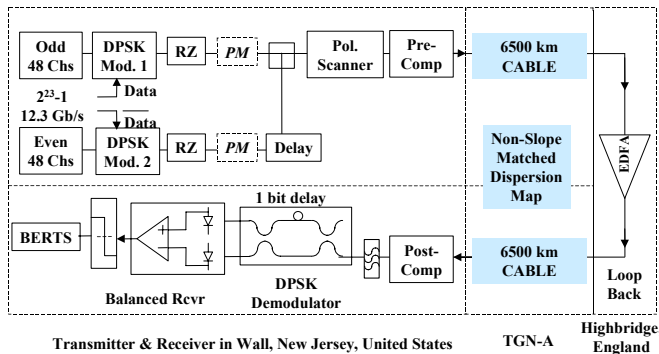 Odd
48 Chs
DPSK
Mod. 1
RZ
PM
Pol.
Scanner
Pre-
Comp
6500 km
CABLE
2²³-1
12.3 Gb/s
Data
Data
Even
48 Chs
DPSK
Mod. 2
RZ
PM
Delay
Non-Slope
Matched
Dispersion
Map
EDFA
1 bit delay
BERTS
+
-
Post-
Comp
6500 km
CABLE
Balanced Rcvr
DPSK
Demodulator
Loop
Back
Transmitter & Receiver in Wall, New Jersey, United States
TGN-A
Highbridge,
England